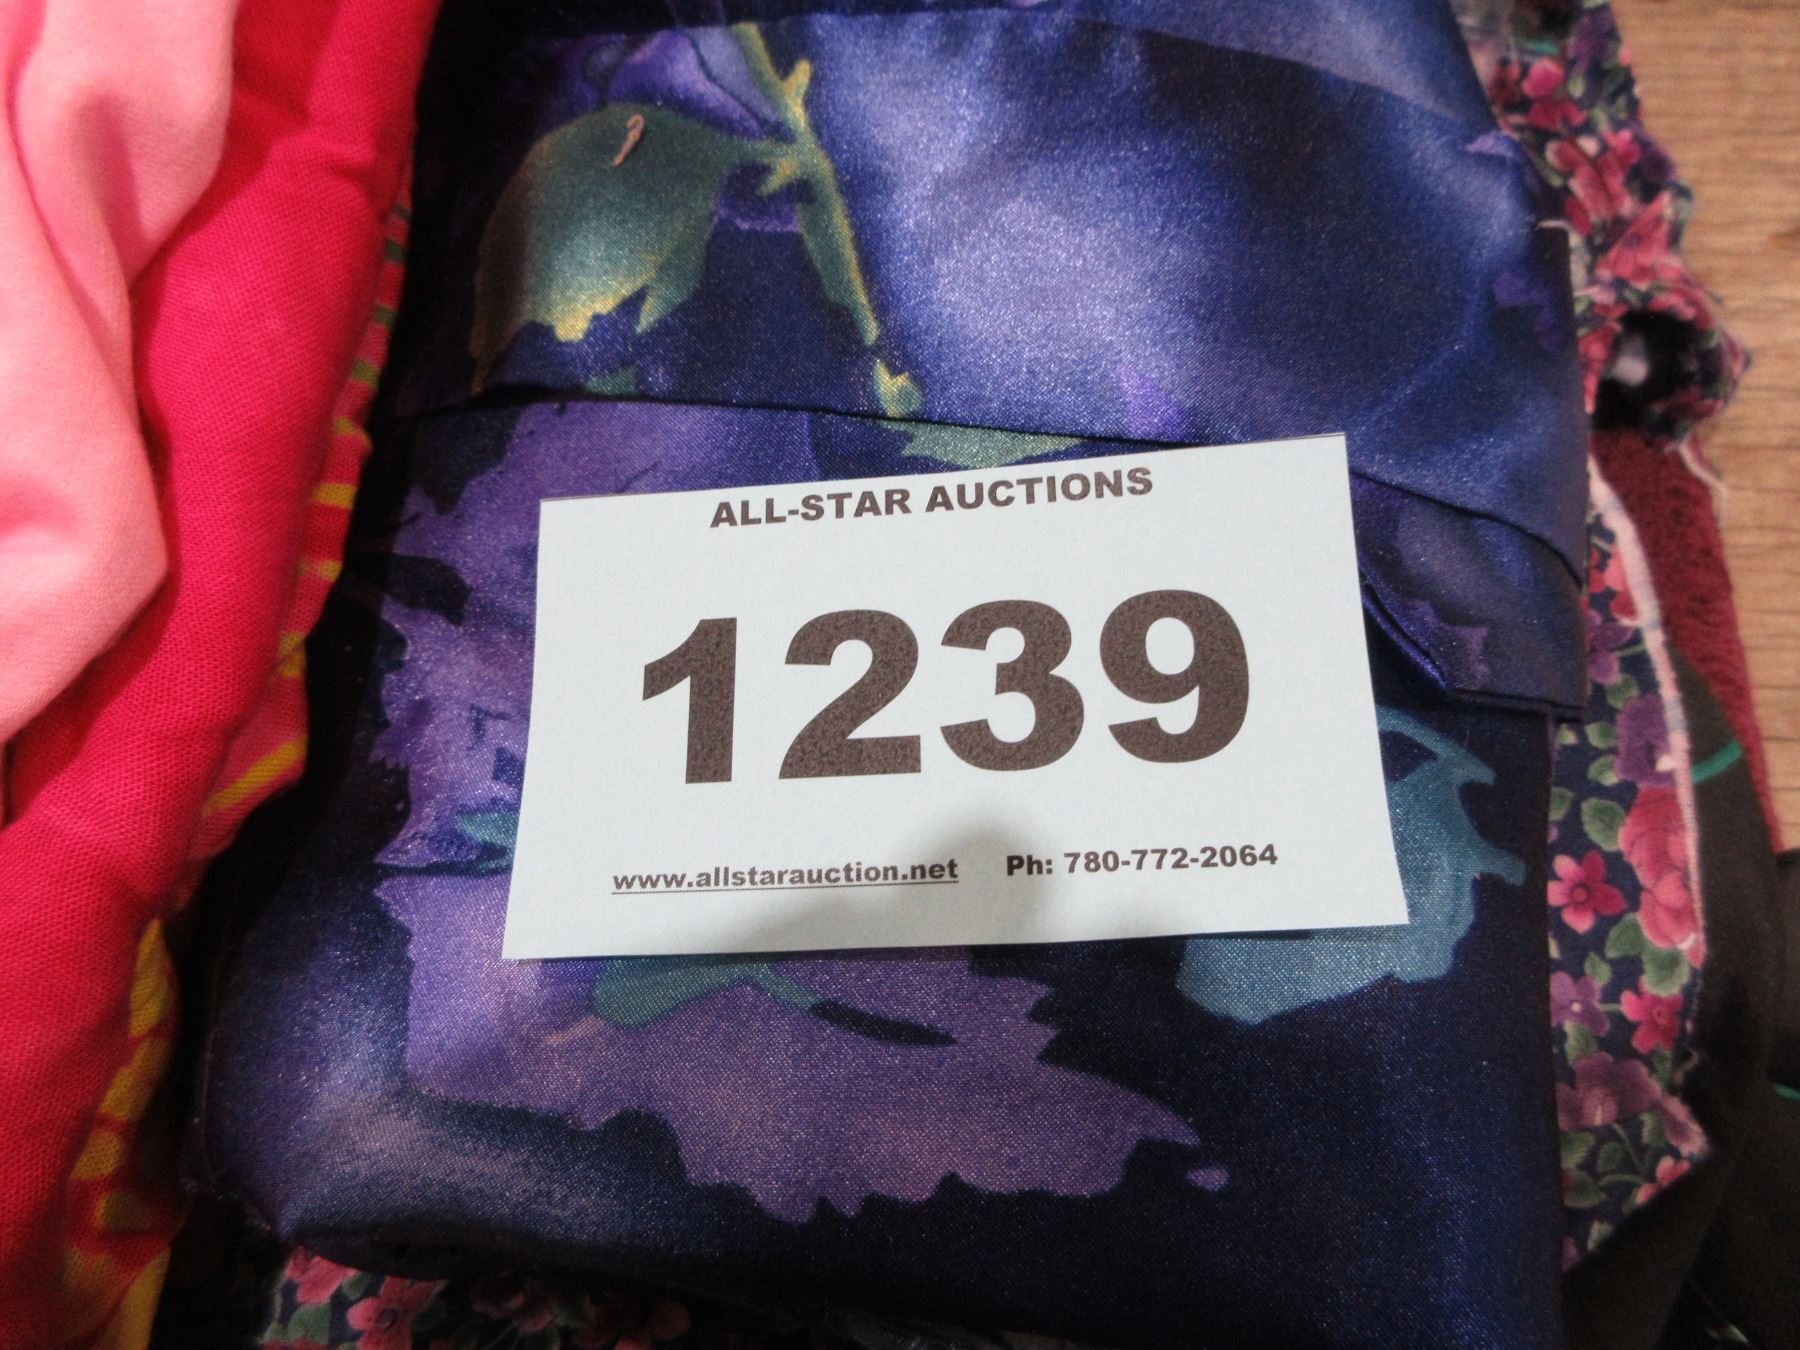 ALL-STAR AUCTIONS
1239
www.allstarauction.net Ph: 780-772-2064